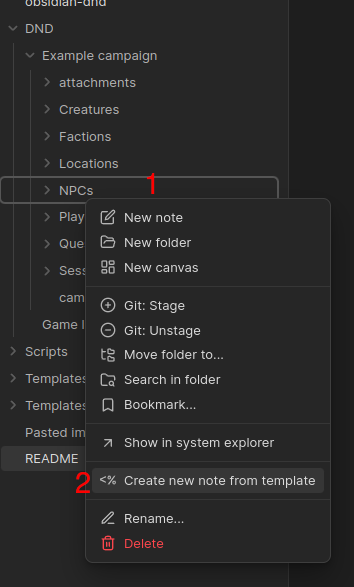 obsidian-dnd
DND
Example campaign
attachments
Creatures
Factions
Locations
1
NPCs
New note
New folder
New canvas
Git: Stage
Git: Unstage
Move folder to...
Search in folder
Bookmark...
Show in system explorer
2
<% Create new note from template
Rename...
Delete
Play
Que
Sess
cam
Game
Scripts
Templates
Templates
Pasted im
README